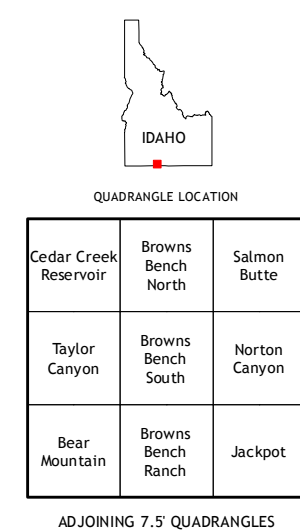 IDAHO
QUADRANGLE LOCATION
Cedar Creek
Reservoir
Browns
Bench
North
Salmon
Butte
Taylor
Canyon
Browns
Bench
South
Norton
Canyon
Bear
Mountain
Browns
Bench
Ranch
Jackpot
ADJOINING 7.5' QUADRANGLES